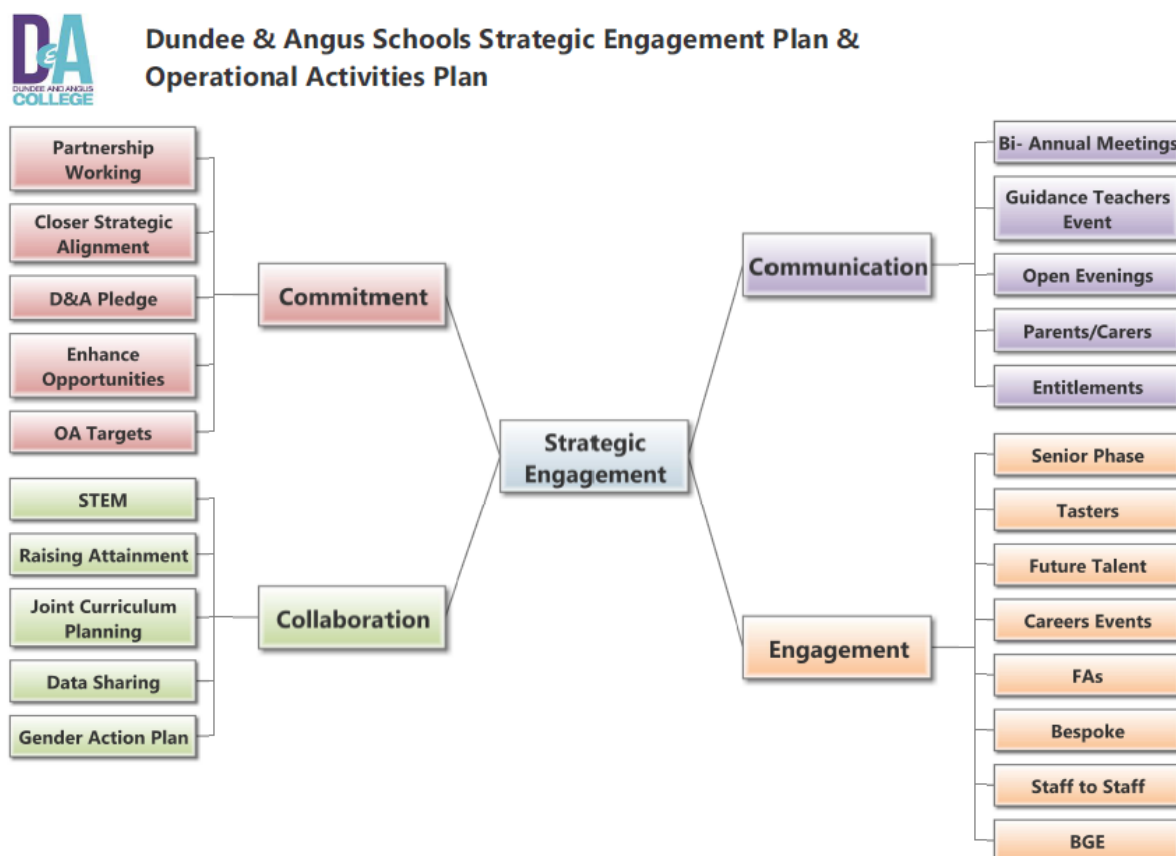 D&A
DUNDEE AND ANGUS
COLLEGE
Dundee & Angus Schools Strategic Engagement Plan &
Operational Activities Plan
Partnership
Working
Closer Strategic
Alignment
D&A Pledge
Enhance
Opportunities
OA Targets
Commitment
STEM
Raising Attainment
Joint Curriculum
Planning
Data Sharing
Gender Action Plan
Collaboration
Strategic
Engagement
Communication
Bi- Annual Meetings
Guidance Teachers
Event
Open Evenings
Parents/Carers
Entitlements
Engagement
Senior Phase
Tasters
Future Talent
Careers Events
FAs
Bespoke
Staff to Staff
BGE